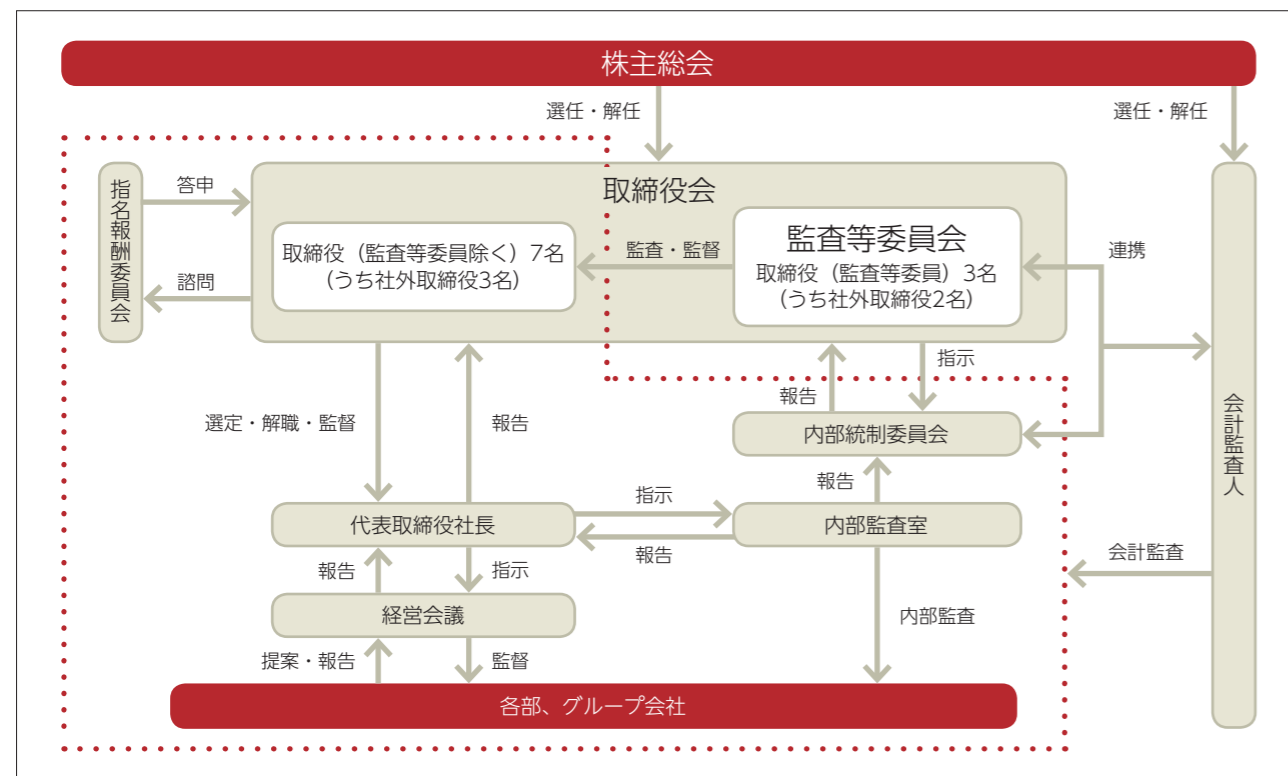 株主総会
選任・解任
選任・解任
指名報酬委員会
答申
諮問
取締役会
取締役（監査等委員除く）7名
（うち社外取締役3名）
監査・監督
監査等委員会
取締役（監査等委員）3名
（うち社外取締役2名）
連携
会計監査人
選定・解職・監督
報告
報告
指示
内部統制委員会
報告
代表取締役社長
指示
報告
内部監査室
報告
指示
会計監査
経営会議
内部監査
提案・報告
監督
各部、グループ会社